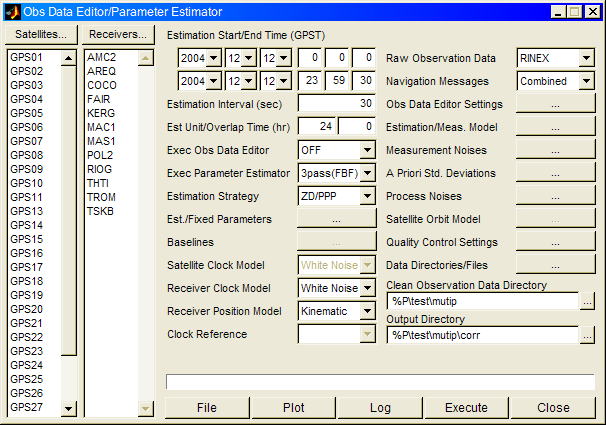 Obs Data Editor/Parameter Estimator
Satellites... Receivers... Estimation Start/End Time (GPST)
GPS01 AMC2 2004 12 12 0 0 0 Raw Observation Data RINEX
GPS02 AREQ 2004 12 12 23 59 30 Navigation Messages Combined
GPS03 COCO
GPS04 FAIR Estimation Interval (sec) 30 Obs Data Editor Settings ...
GPS05 KERG
GPS06 MAC1 Est Unit/Overlap Time (hr) 24 0 Estimation/Meas. Model ...
GPS07 MAS1
GPS08 POL2 Exec Obs Data Editor OFF Measurement Noises ...
GPS09 RIOG Exec Parameter Estimator 3pass(FBF) A Priori Std. Deviations ...
GPS10 THTI
GPS11 TROM Estimation Strategy ZD/PPP Process Noises ...
GPS13 TSKB
GPS14 Est./Fixed Parameters ... Satellite Orbit Model ...
GPS15
GPS16 Baselines ... Quality Control Settings ...
GPS17
GPS18 Satellite Clock Model White Noise Data Directories/Files ...
GPS19 Receiver Clock Model White Noise Clean Observation Data Directory
GPS20 %P\test\mutip ...
GPS21 Receiver Position Model Kinematic Output Directory
GPS22
GPS23 Clock Reference %P\test\mutip\corr ...
GPS24
GPS25
GPS26
GPS27 File Plot Log Execute Close